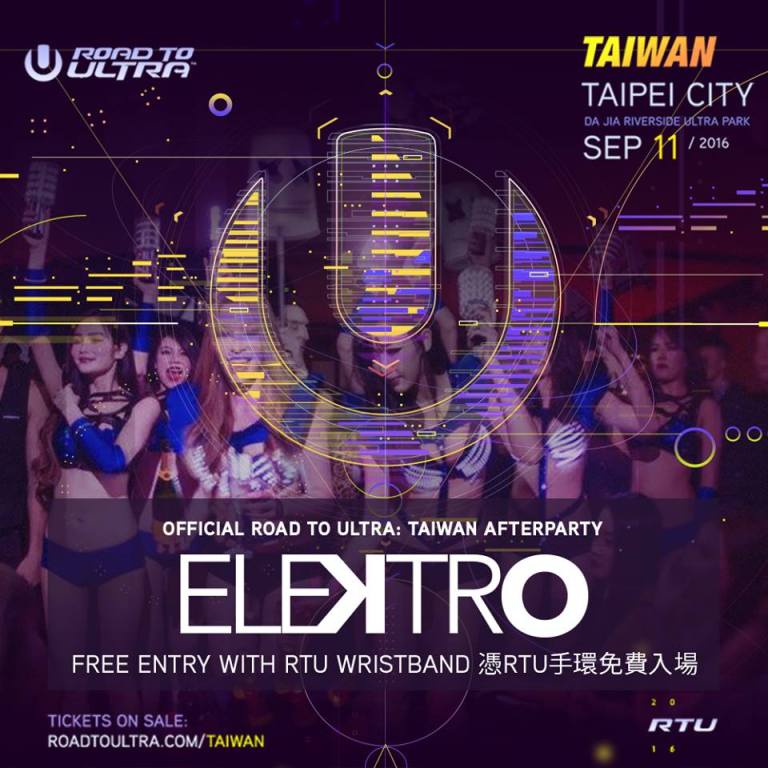 ROAD TO
ULTRA™
TAIWAN
TAIPEI CITY
DA JIA RIVERSIDE ULTRA PARK
SEP 11 / 2016
OFFICIAL ROAD TO ULTRA: TAIWAN AFTERPARTY
ELEKTRO
FREE ENTRY WITH RTU WRISTBAND 憑RTU手環免費入場
TICKETS ON SALE:
ROADTOULTRA.COM/TAIWAN
20
RTU
16